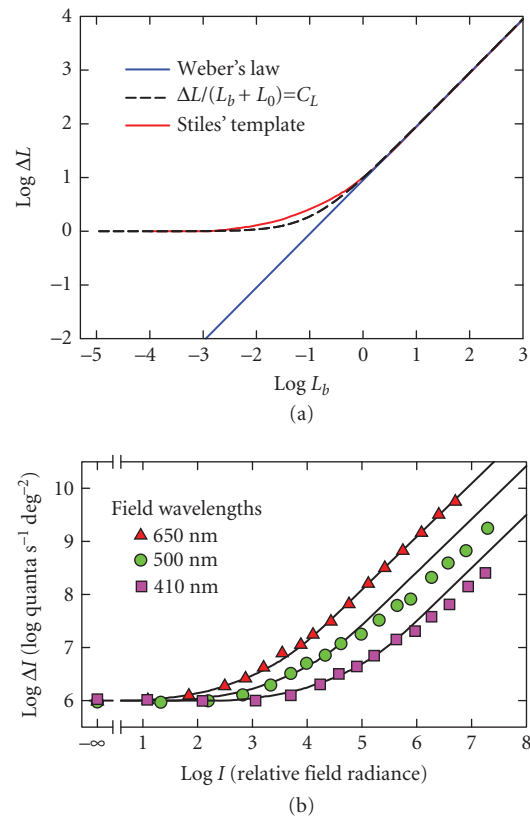 4
3
2
1
0
−1
−2
Log ΔL
Weber's law
ΔL/(L_b + L_0)=C_L
Stiles' template
−5 −4 −3 −2 −1 0 1 2 3
Log L_b
(a)
10
9
8
7
6
Log ΔI (log quanta s⁻¹ deg⁻²)
Field wavelengths
650 nm
500 nm
410 nm
−∞ 1 2 3 4 5 6 7 8
Log I (relative field radiance)
(b)